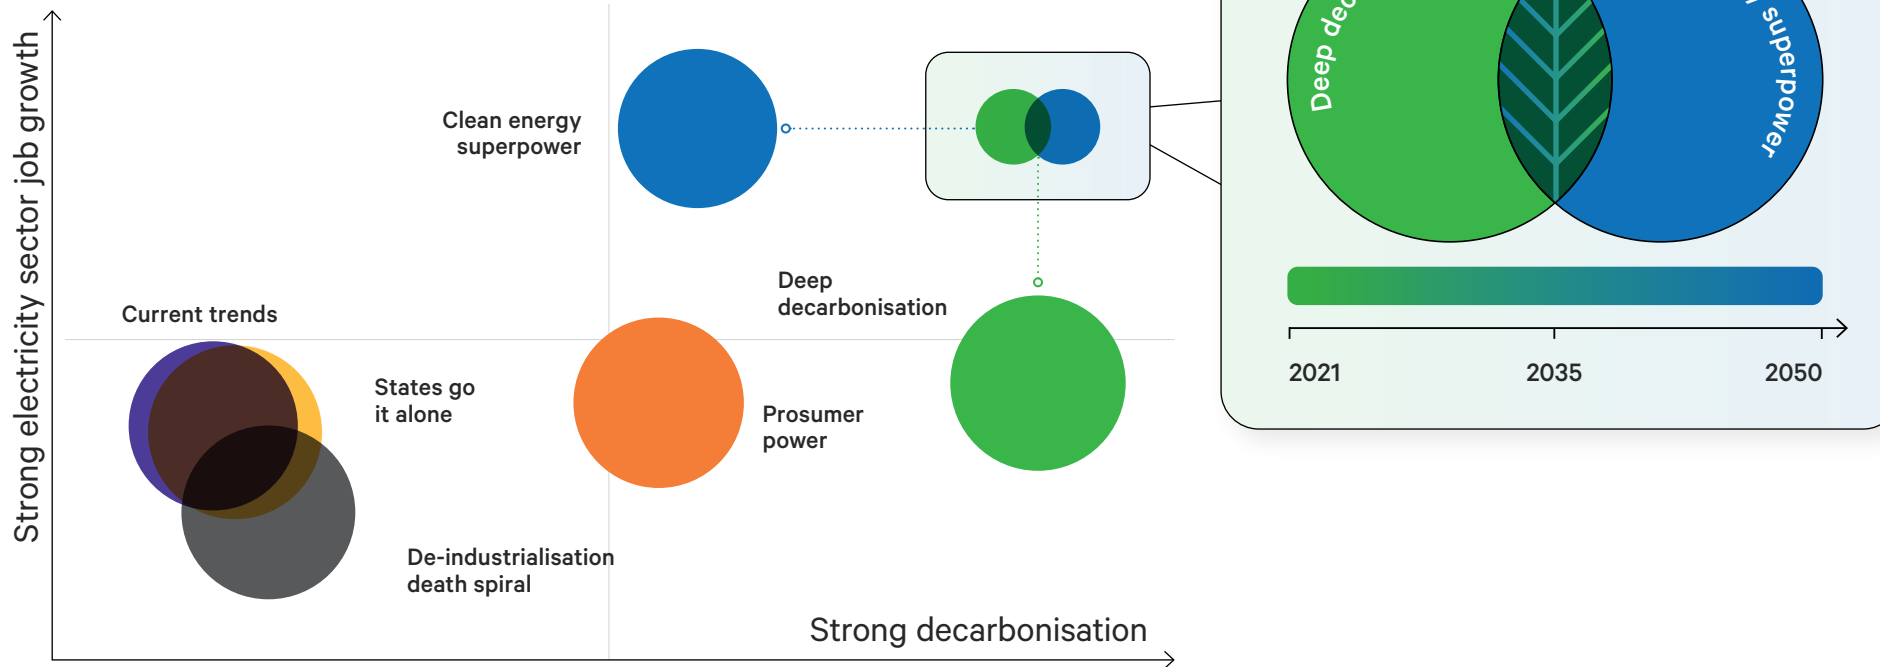 Strong electricity sector job growth
Clean energy
superpower
Deep
decarbonisation
Current trends
States go
it alone
Prosumer
power
De-industrialisation
death spiral
Strong decarbonisation
Deep
superpower
2021
2035
2050